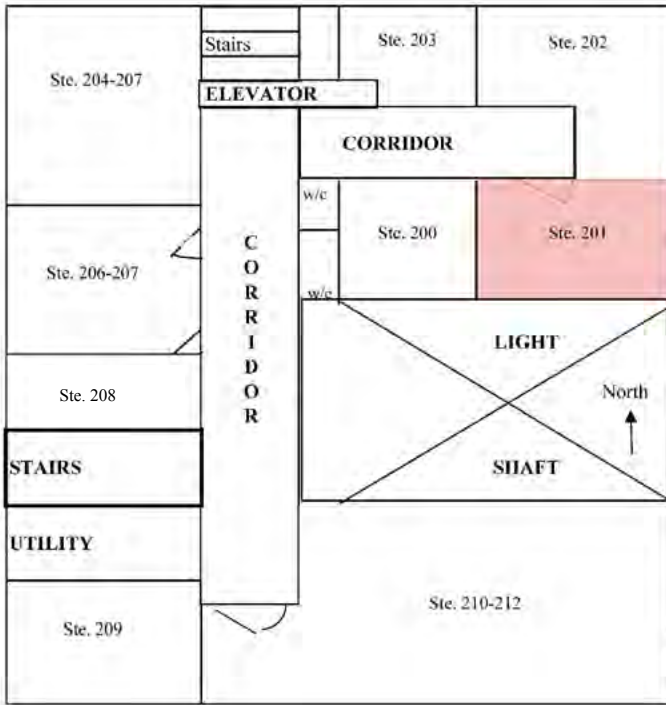 Stairs
Ste. 203
Ste. 202
Ste. 204-207
ELEVATOR
CORRIDOR
w/c
Ste. 200
Ste. 201
CORRIDOR
Ste. 206-207
w/c
LIGHT
Ste. 208
North
STAIRS
SHAFT
UTILITY
Ste. 209
Ste. 210-212